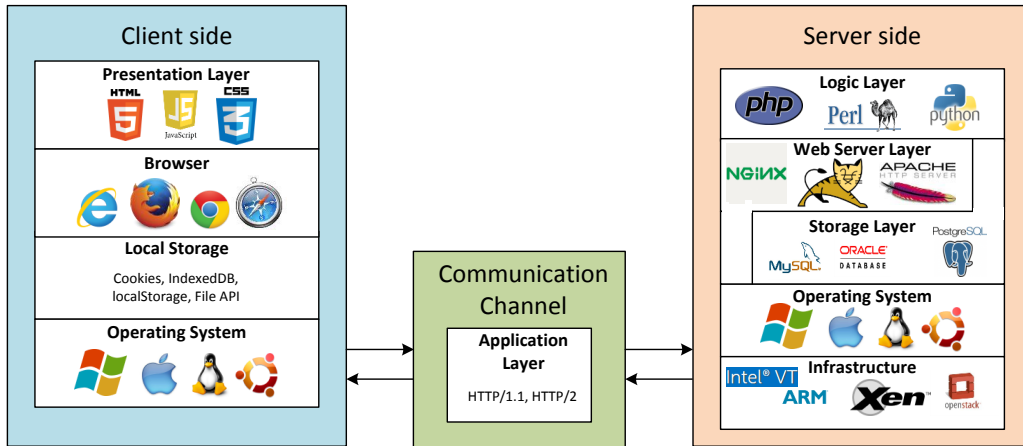 Client side
Presentation Layer
HTML
CSS
5
JS
3
JavaScript
Browser
Local Storage
Cookies, IndexedDB,
localStorage, File API
Operating System
Communication
Channel
Application
Layer
HTTP/1.1, HTTP/2
Server side
Logic Layer
php
Perl
python
Web Server Layer
NGINX
APACHE
HTTP SERVER
Storage Layer
PostgreSQL
MySQL
ORACLE
DATABASE
Operating System
Infrastructure
Intel® VT
ARM
Xen™
openstack